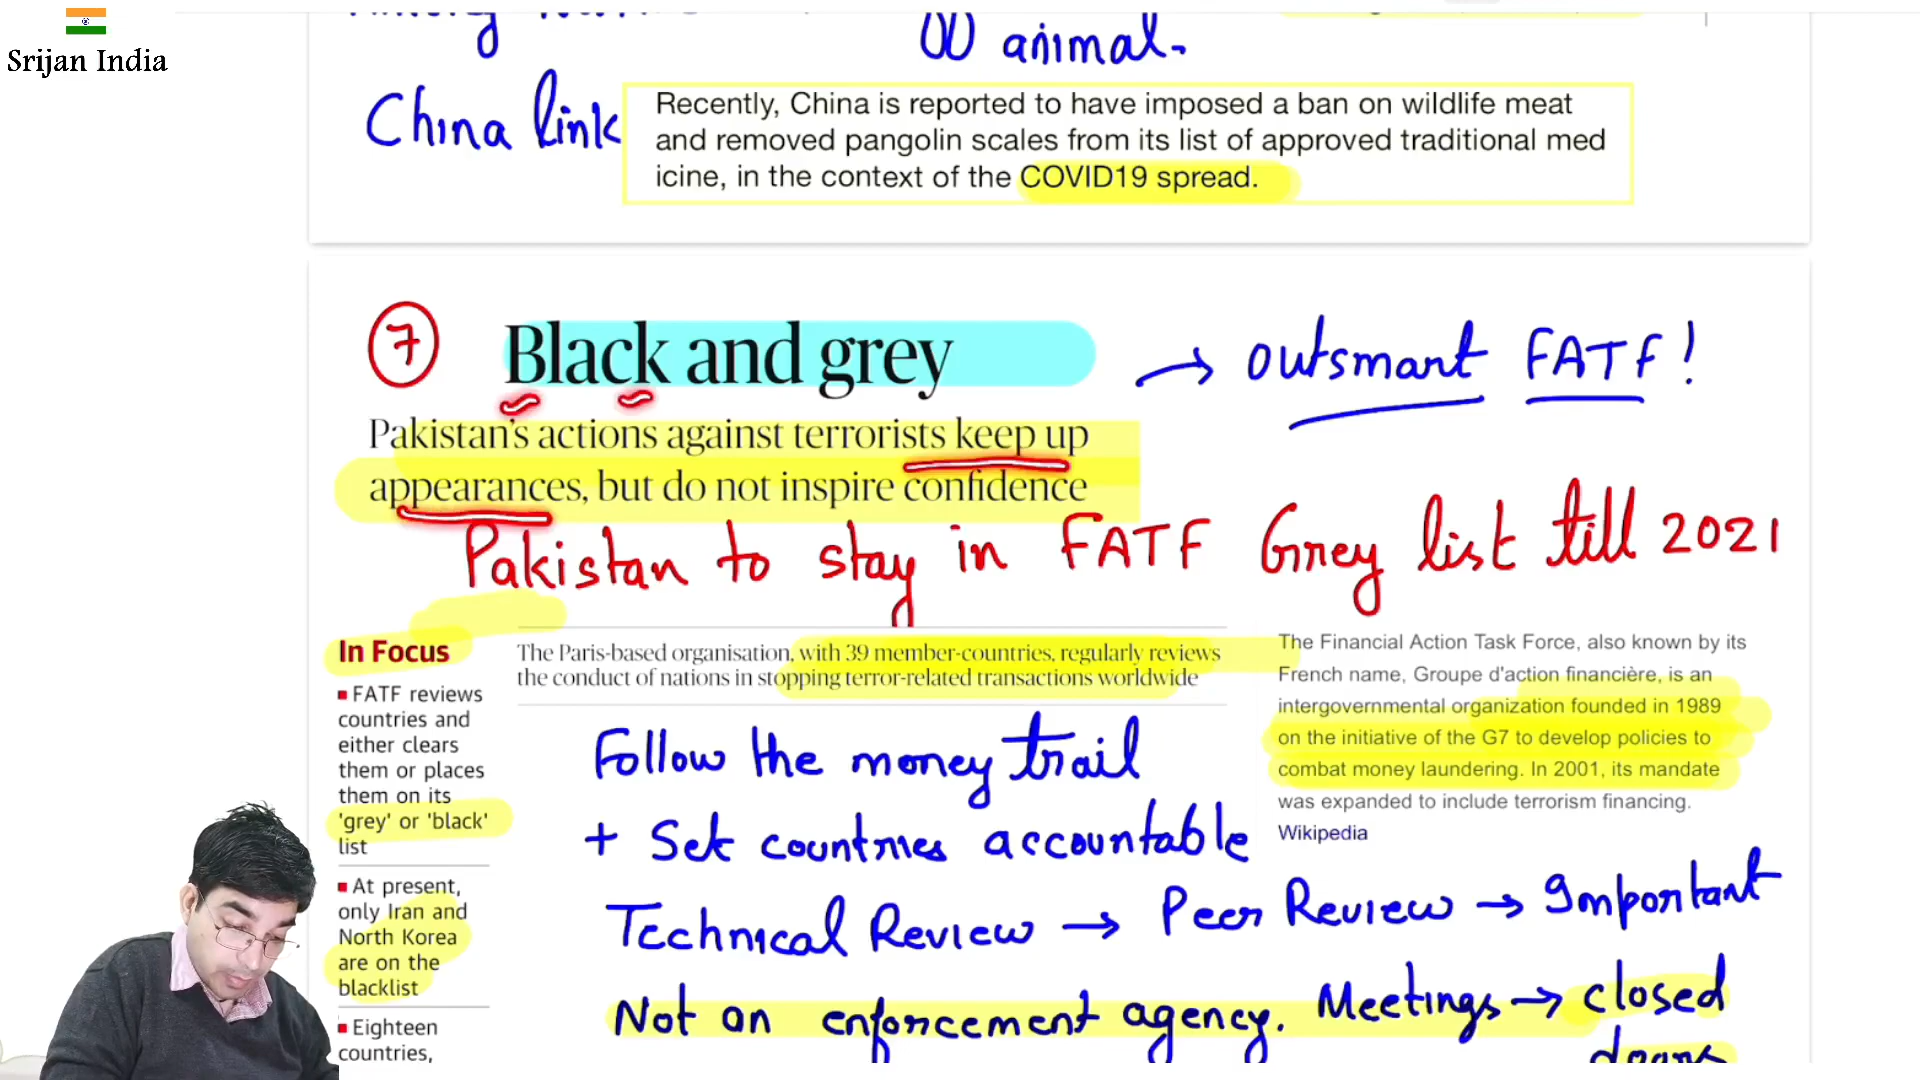 Srijan India
OO animal.
China link
Recently, China is reported to have imposed a ban on wildlife meat
and removed pangolin scales from its list of approved traditional med
icine, in the context of the COVID19 spread.
7
Black and grey
→ outsmart FATF!
Pakistan's actions against terrorists keep up
appearances, but do not inspire confidence
Pakistan to stay in FATF Grey list till 2021
In Focus
FATF reviews
countries and
either clears
them or places
them on its
'grey' or 'black'
list
At present,
only Iran and
North Korea
are on the
blacklist
Eighteen
countries,
The Paris-based organisation, with 39 member-countries, regularly reviews
the conduct of nations in stopping terror-related transactions worldwide
The Financial Action Task Force, also known by its
French name, Groupe d'action financière, is an
intergovernmental organization founded in 1989
on the initiative of the G7 to develop policies to
combat money laundering. In 2001, its mandate
was expanded to include terrorism financing.
Wikipedia
Follow the money trail
+ Set countries accountable
Technical Review → Peer Review → Important
Not an enforcement agency. Meetings → closed
doors